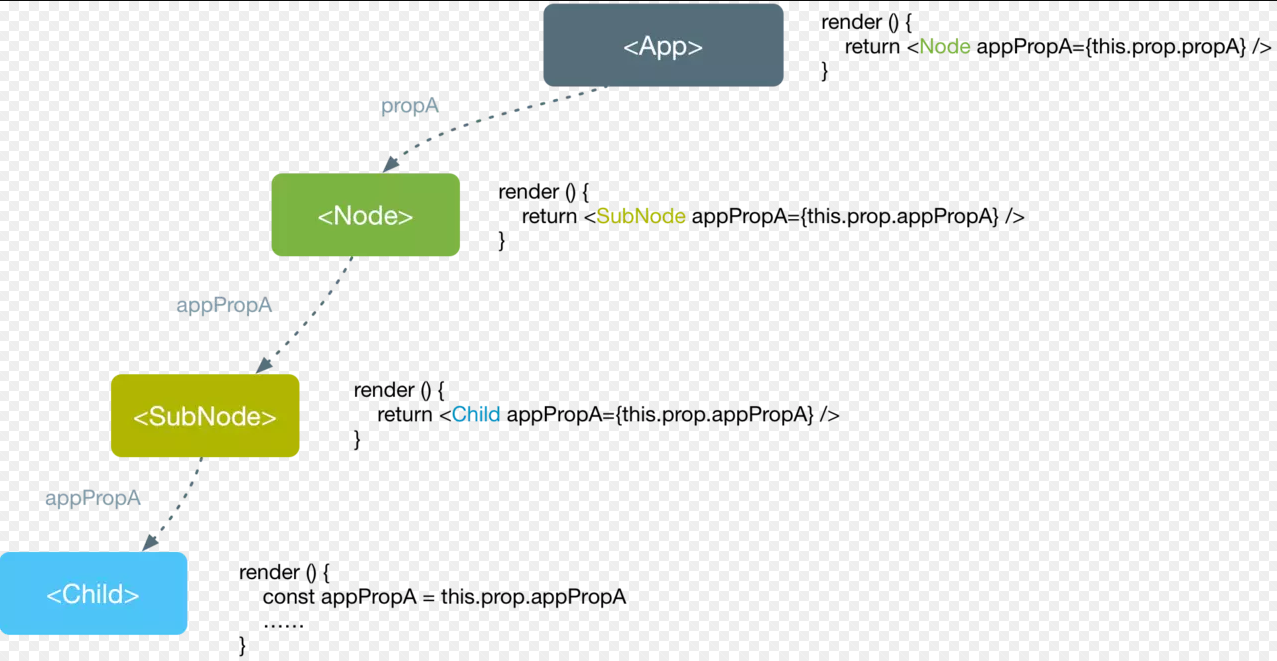 <App>
render () {
return <Node appPropA={this.prop.propA} />
}
propA
<Node>
render () {
return <SubNode appPropA={this.prop.appPropA} />
}
appPropA
<SubNode>
render () {
return <Child appPropA={this.prop.appPropA} />
}
appPropA
<Child>
render () {
const appPropA = this.prop.appPropA
......
}